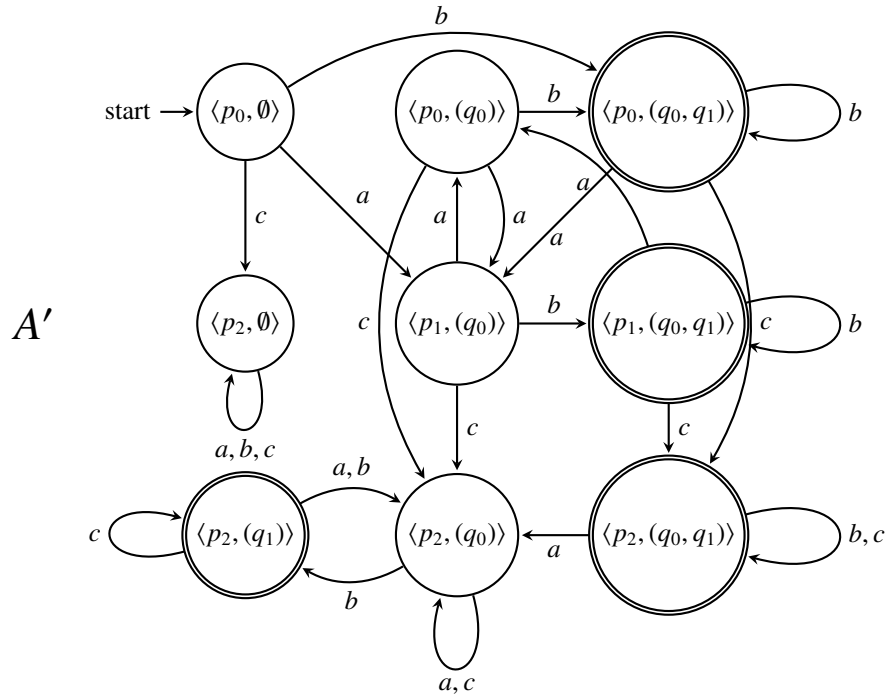 b
start ⟨p₀, ∅⟩ ⟨p₀, (q₀)⟩ b ⟨p₀, (q₀, q₁)⟩ b
c a a a a a
A′ ⟨p₂, ∅⟩ c ⟨p₁, (q₀)⟩ b ⟨p₁, (q₀, q₁)⟩ c b
a, b, c c c
a, b
c ⟨p₂, (q₁)⟩ ⟨p₂, (q₀)⟩ a ⟨p₂, (q₀, q₁)⟩ b, c
b
a, c